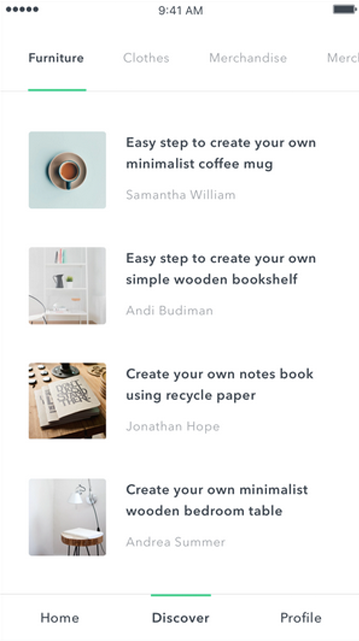 9:41 AM
Furniture Clothes Merchandise Merch
Easy step to create your own
minimalist coffee mug
Samantha William
Easy step to create your own
simple wooden bookshelf
Andi Budiman
Create your own notes book
using recycle paper
Jonathan Hope
Create your own minimalist
wooden bedroom table
Andrea Summer
Home Discover Profile